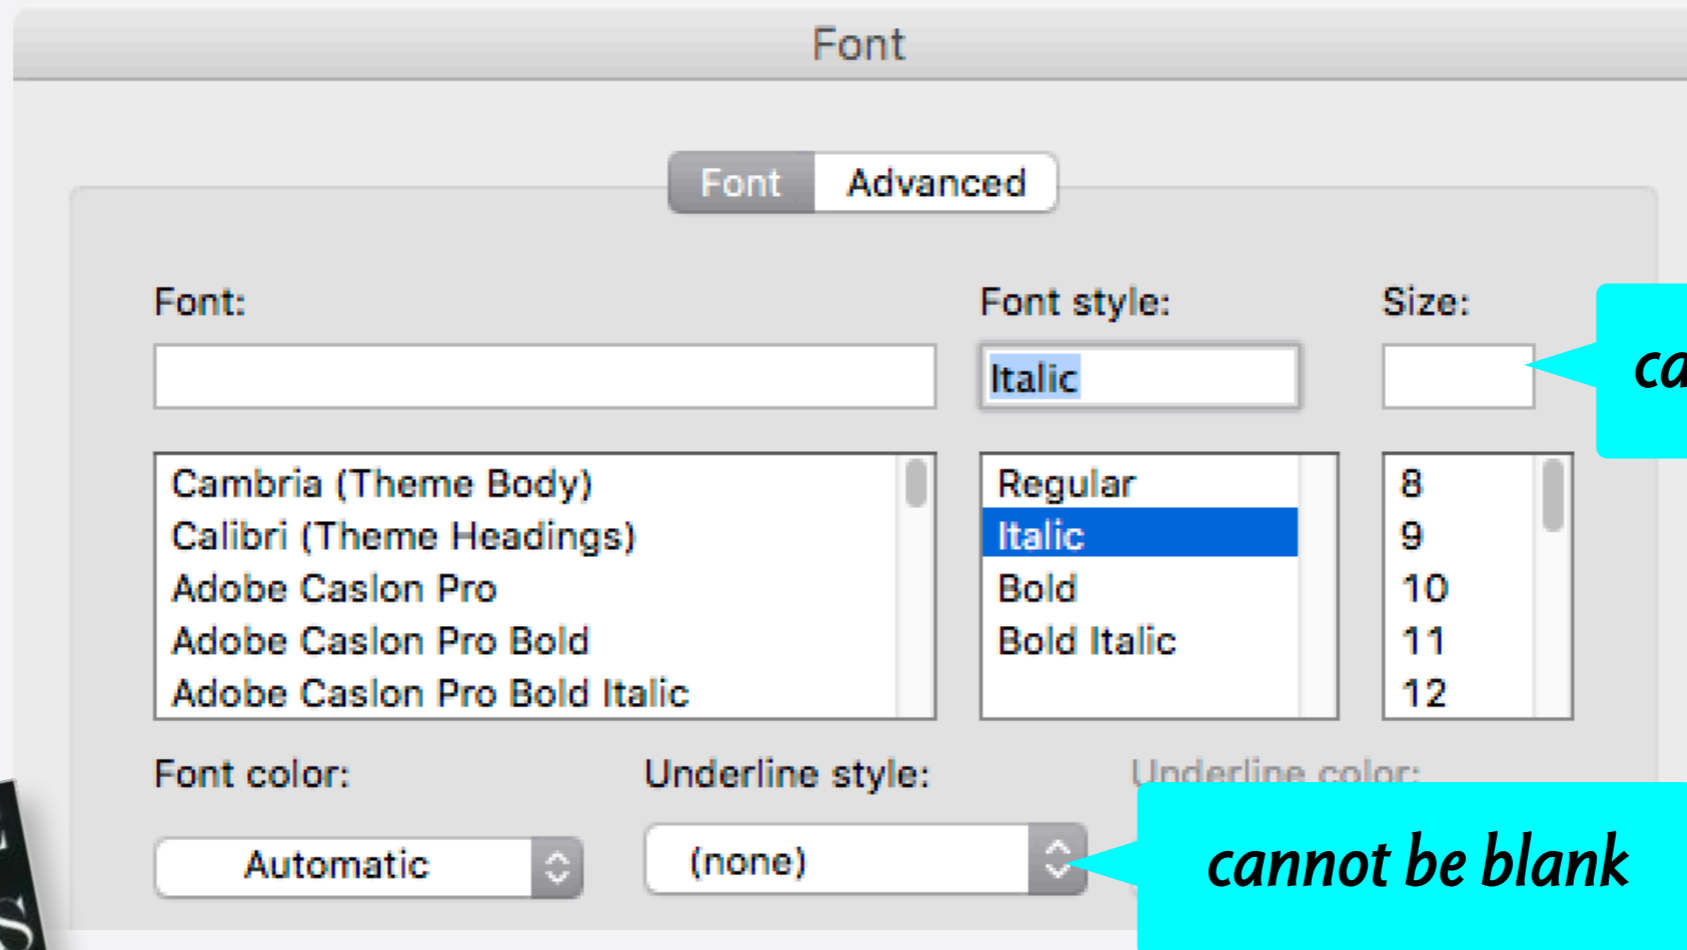 Font
Font Advanced
Font: Font style: Size:
Italic
Cambria (Theme Body) Regular 8
Calibri (Theme Headings) Italic 9
Adobe Caslon Pro Bold 10
Adobe Caslon Pro Bold Bold Italic 11
Adobe Caslon Pro Bold Italic 12
Font color: Underline style: Underline color:
Automatic (none) cannot be blank